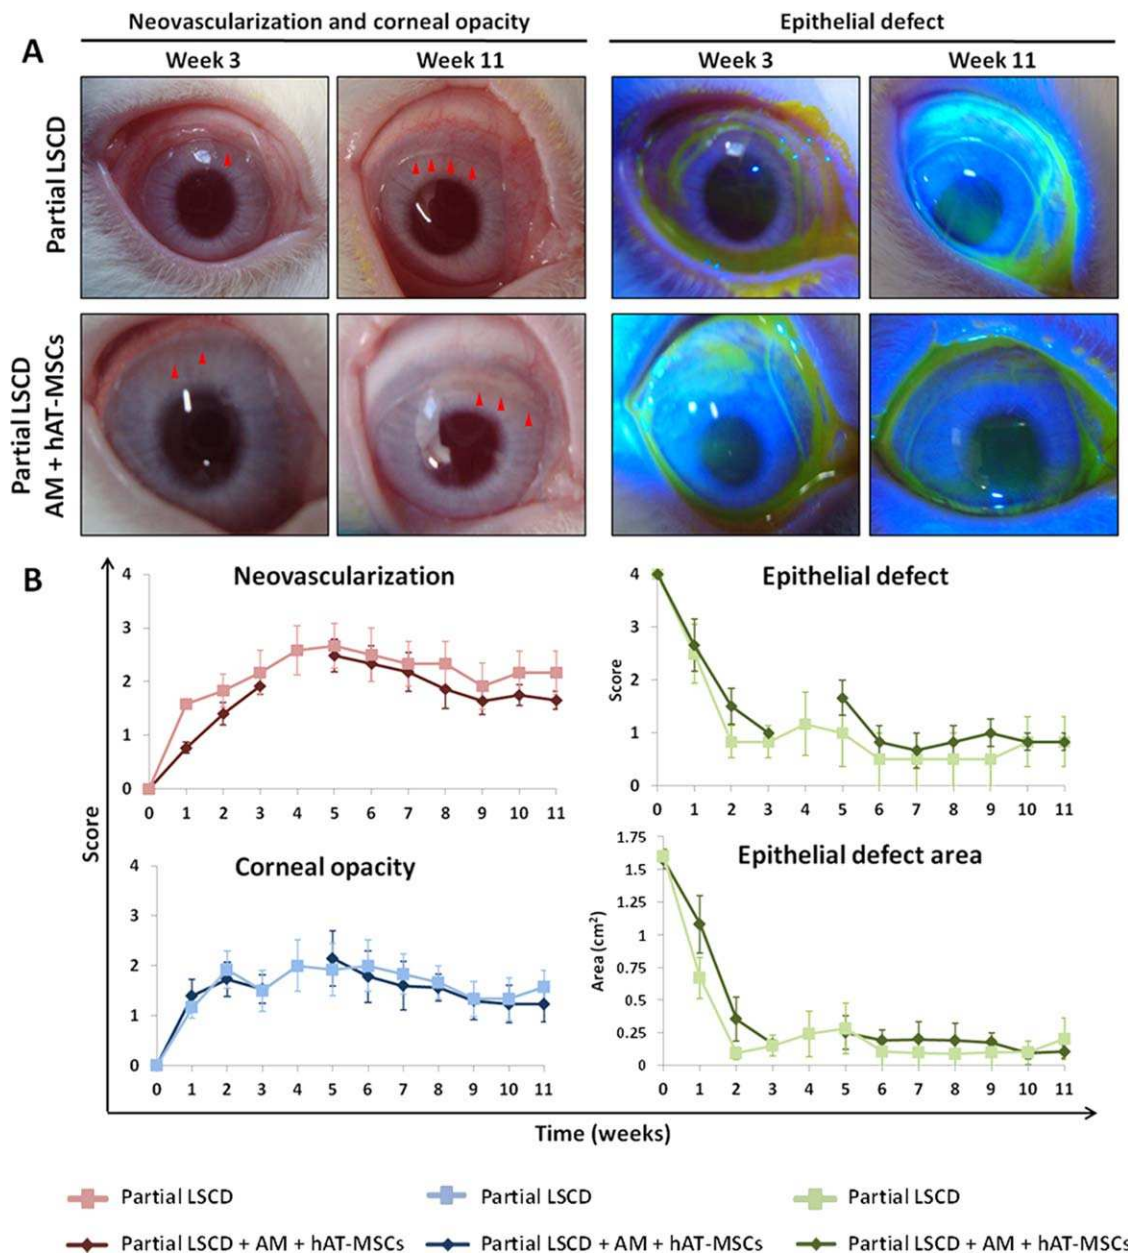 Neovascularization and corneal opacity
Epithelial defect
A
Week 3
Week 11
Week 3
Week 11
Partial LSCD
Partial LSCD
AM + hAT-MSCs
B
Neovascularization
4
3
2
1
0
0 1 2 3 4 5 6 7 8 9 10 11
Epithelial defect
Score
4
3
2
1
0
0 1 2 3 4 5 6 7 8 9 10 11
Score
Corneal opacity
4
3
2
1
0
0 1 2 3 4 5 6 7 8 9 10 11
Epithelial defect area
Area (cm²)
1.75
1.5
1.25
1
0.75
0.5
0.25
0
0 1 2 3 4 5 6 7 8 9 10 11
Time (weeks)
Partial LSCD
Partial LSCD
Partial LSCD
Partial LSCD + AM + hAT-MSCs
Partial LSCD + AM + hAT-MSCs
Partial LSCD + AM + hAT-MSCs